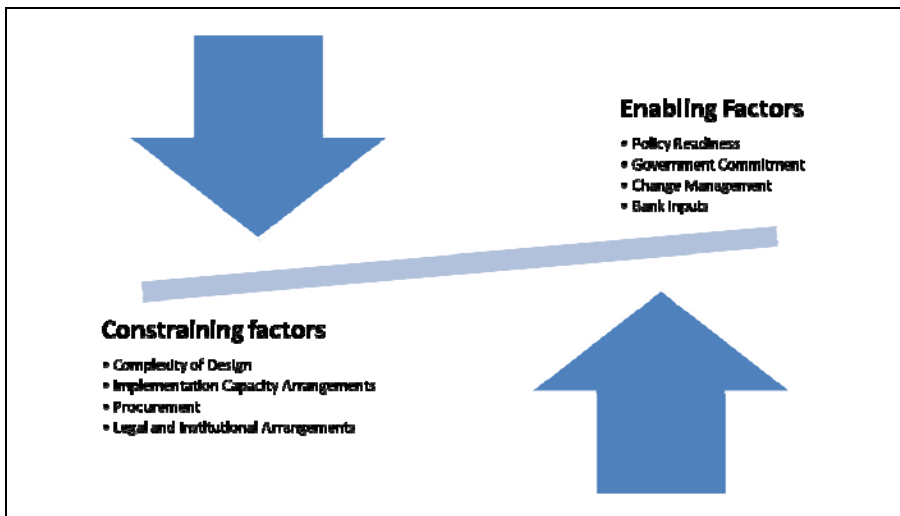 Enabling Factors
• Policy Readiness
• Government Commitment
• Change Management
• Bank Inputs
Constraining factors
• Complexity of Design
• Implementation Capacity Arrangements
• Procurement
• Legal and Institutional Arrangements